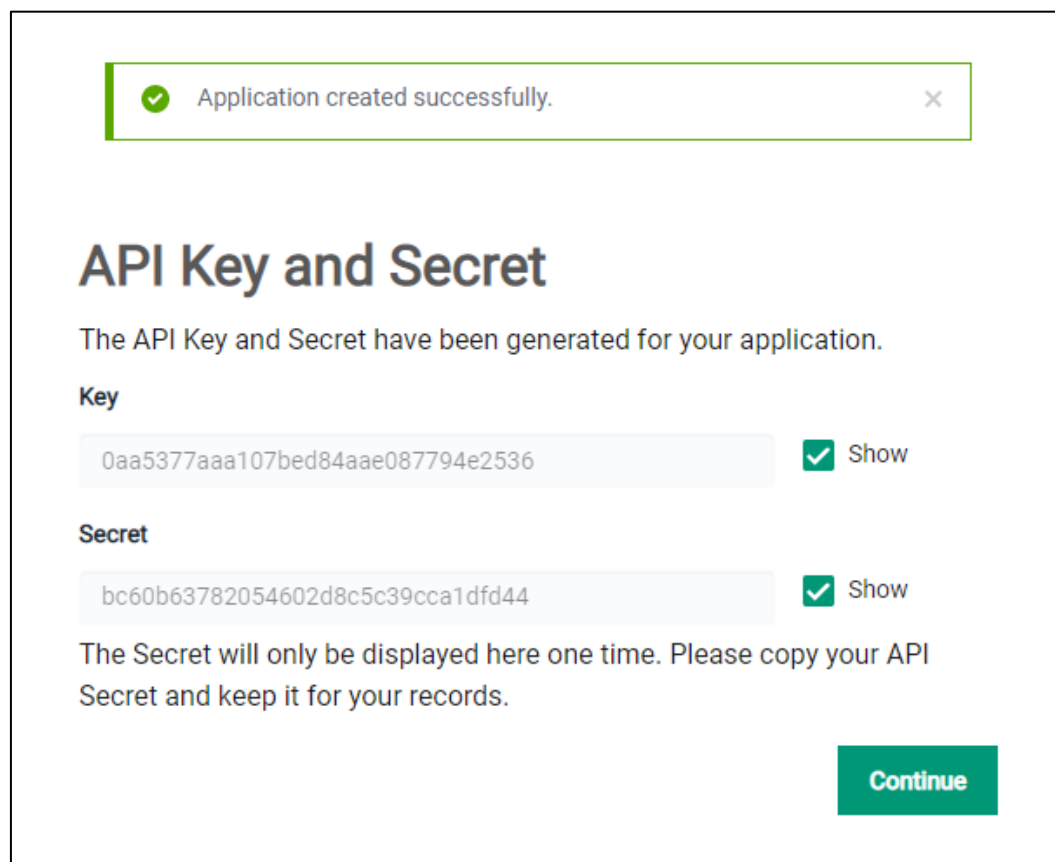 Application created successfully.
API Key and Secret
The API Key and Secret have been generated for your application.
Key
0aa5377aaa107bed84aae087794e2536
Show
Secret
bc60b63782054602d8c5c39cca1dfd44
Show
The Secret will only be displayed here one time. Please copy your API
Secret and keep it for your records.
Continue